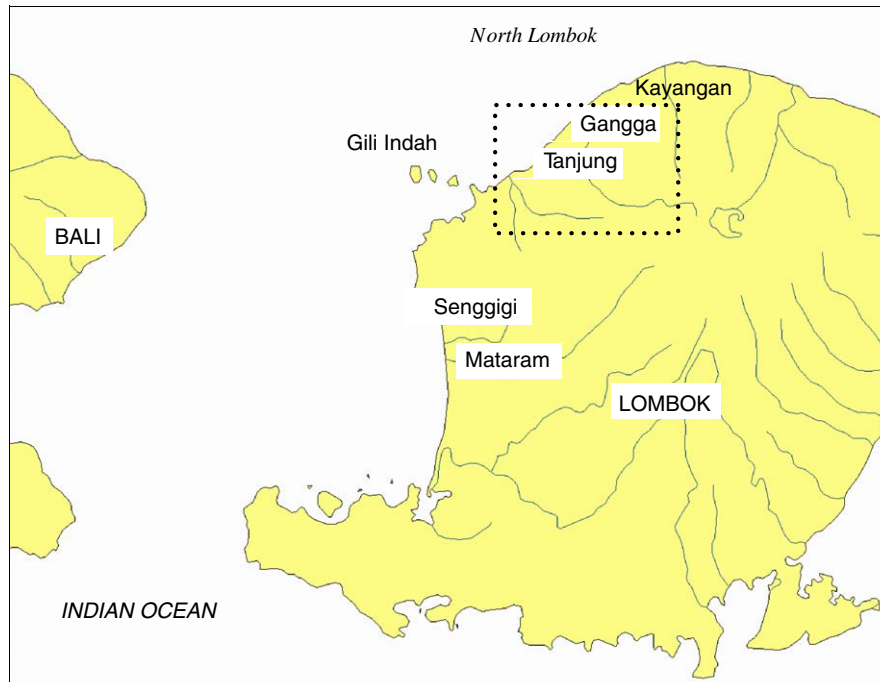 North Lombok
Kayangan
Gangga
Gili Indah
Tanjung
BALI
Senggigi
Mataram
LOMBOK
INDIAN OCEAN